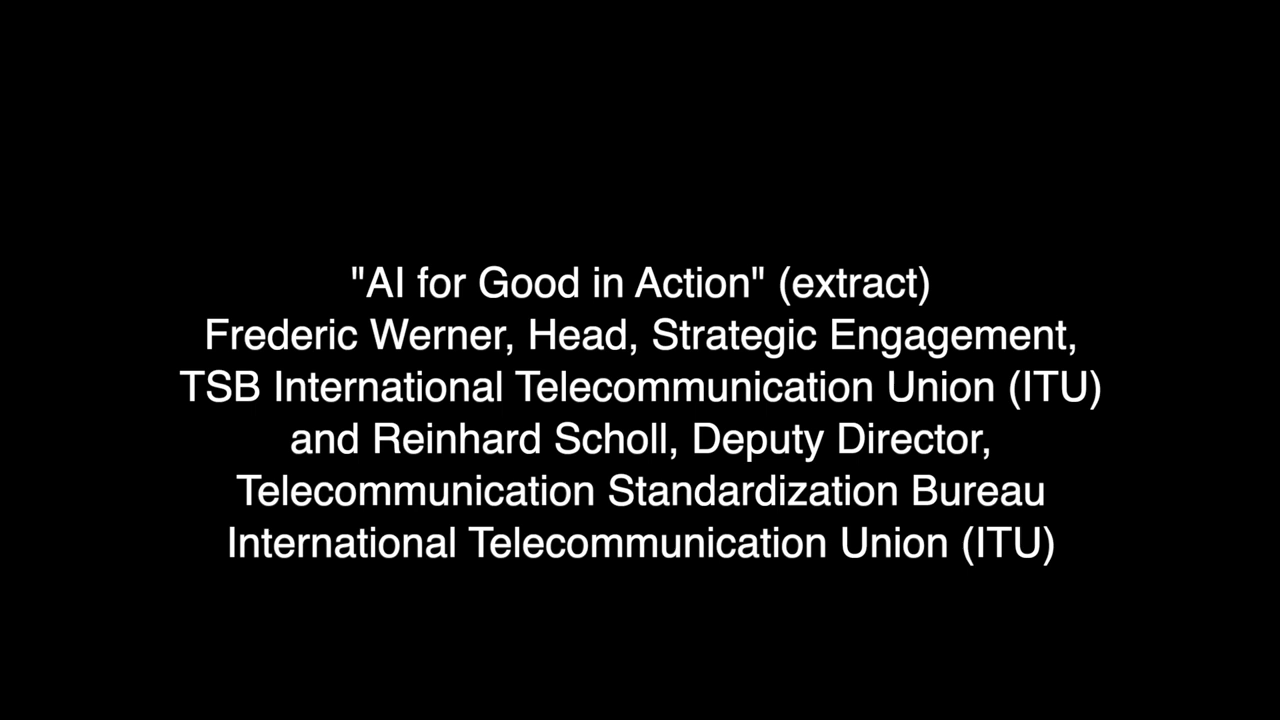 "AI for Good in Action" (extract)
Frederic Werner, Head, Strategic Engagement,
TSB International Telecommunication Union (ITU)
and Reinhard Scholl, Deputy Director,
Telecommunication Standardization Bureau
International Telecommunication Union (ITU)